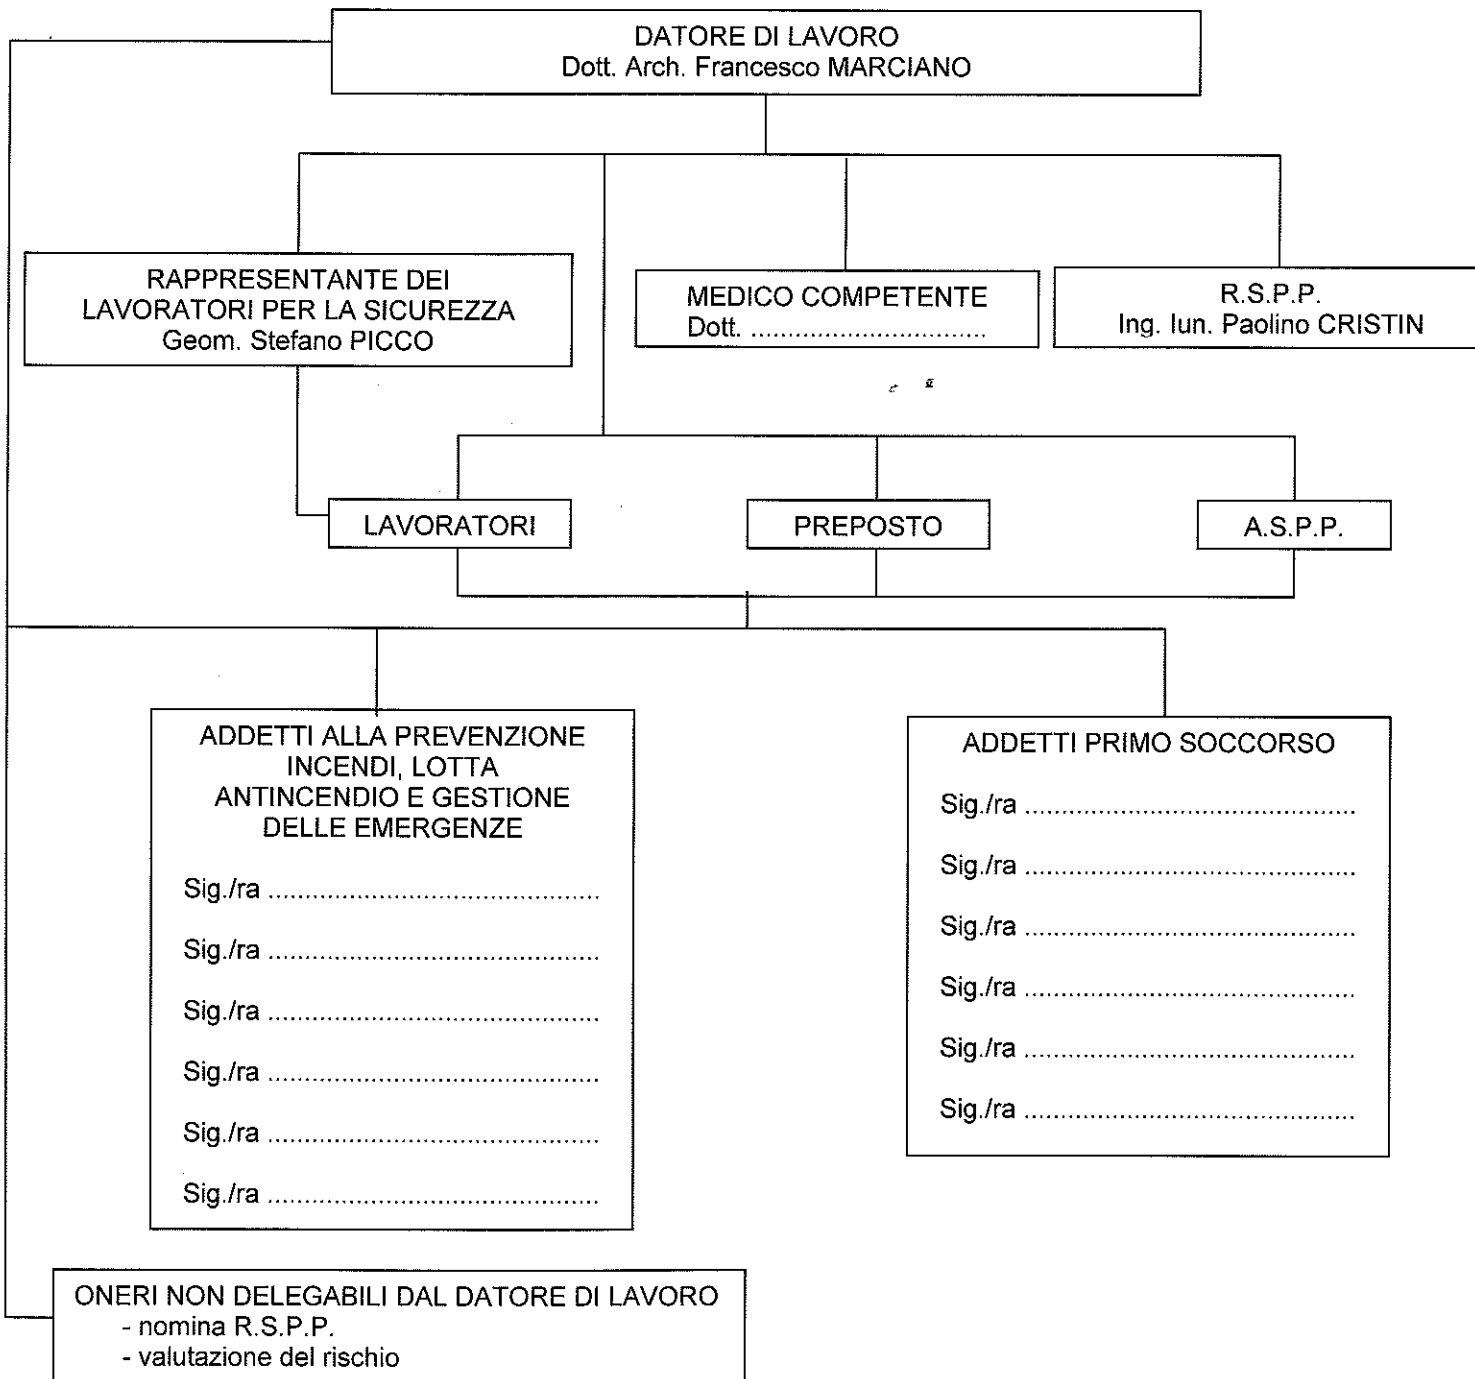 DATORE DI LAVORO
Dott. Arch. Francesco MARCIANO
RAPPRESENTANTE DEI
LAVORATORI PER LA SICUREZZA
Geom. Stefano PICCO
MEDICO COMPETENTE
Dott. ................................
R.S.P.P.
Ing. Iun. Paolino CRISTIN
LAVORATORI
PREPOSTO
A.S.P.P.
ADDETTI ALLA PREVENZIONE
INCENDI, LOTTA
ANTINCENDIO E GESTIONE
DELLE EMERGENZE
Sig./ra .............................................
Sig./ra .............................................
Sig./ra .............................................
Sig./ra .............................................
Sig./ra .............................................
Sig./ra .............................................
ADDETTI PRIMO SOCCORSO
Sig./ra .............................................
Sig./ra .............................................
Sig./ra .............................................
Sig./ra .............................................
Sig./ra .............................................
Sig./ra .............................................
ONERI NON DELEGABILI DAL DATORE DI LAVORO
- nomina R.S.P.P.
- valutazione del rischio